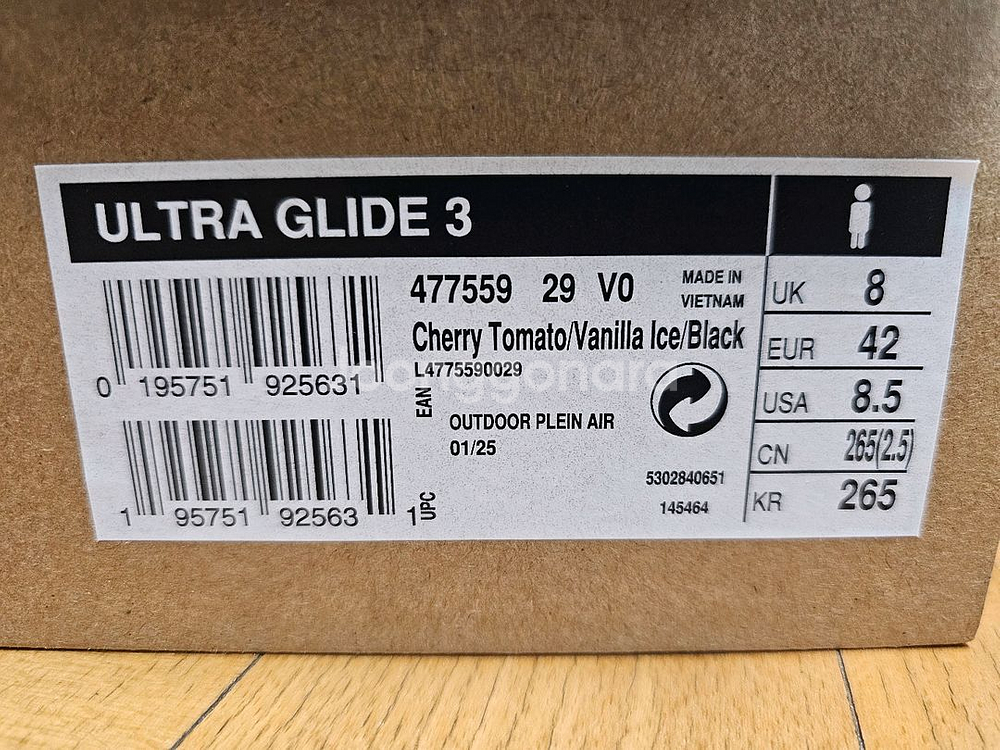 ULTRA GLIDE 3
477559 29 V0
MADE IN
VIETNAM
Cherry Tomato/Vanilla Ice/Black
L4775590029
0 195751 925631
EAN
OUTDOOR PLEIN AIR
01/25
5302840651
145464
1 95751 92563 1
UPC
UK 8
EUR 42
USA 8.5
CN 265(2.5)
KR 265